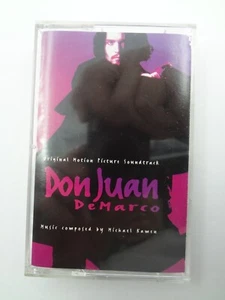 Original Motion Picture Soundtrack
Don Juan
DeMarco
Music composed by Michael Kamen